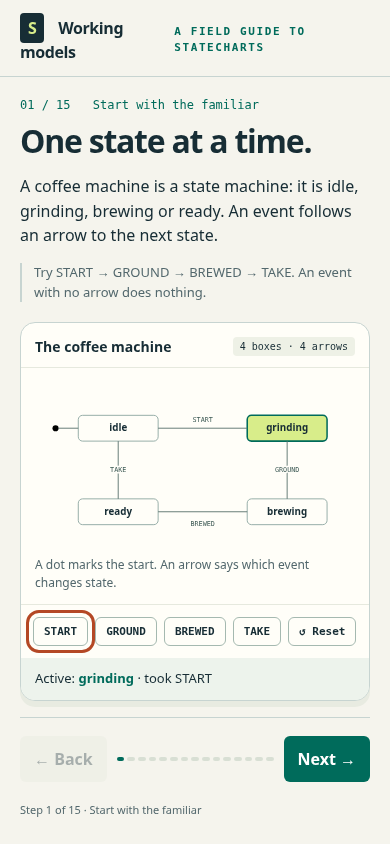 S Working models
A FIELD GUIDE TO
STATECHARTS
01 / 15 Start with the familiar
One state at a time.
A coffee machine is a state machine: it is idle,
grinding, brewing or ready. An event follows
an arrow to the next state.
Try START → GROUND → BREWED → TAKE. An event
with no arrow does nothing.
The coffee machine
4 boxes · 4 arrows
idle
START
grinding
TAKE
GROUND
ready
BREWED
brewing
A dot marks the start. An arrow says which event
changes state.
START GROUND BREWED TAKE ↺ Reset
Active: grinding · took START
← Back
Next →
Step 1 of 15 · Start with the familiar